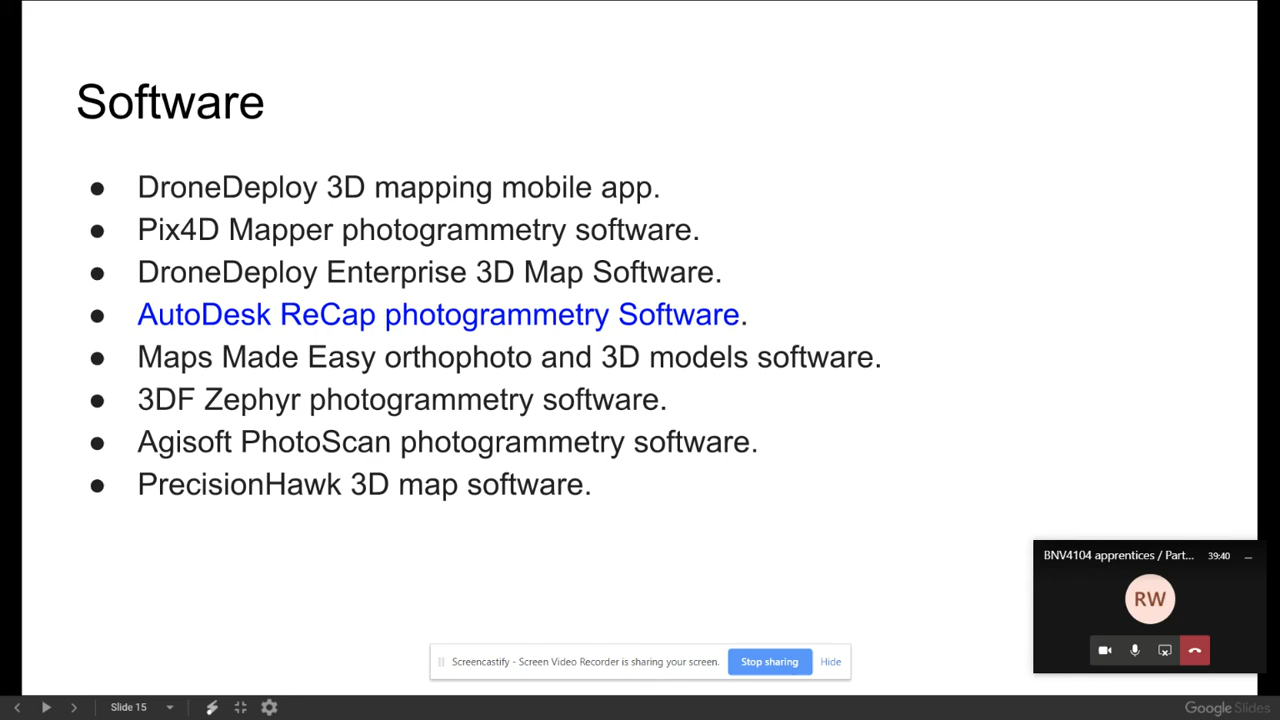 Software
● DroneDeploy 3D mapping mobile app.
● Pix4D Mapper photogrammetry software.
● DroneDeploy Enterprise 3D Map Software.
● AutoDesk ReCap photogrammetry Software.
● Maps Made Easy orthophoto and 3D models software.
● 3DF Zephyr photogrammetry software.
● Agisoft PhotoScan photogrammetry software.
● PrecisionHawk 3D map software.
BNV4104 apprentices / Part... 39:40
RW
Screencastify - Screen Video Recorder is sharing your screen. Stop sharing Hide
Slide 15
Google Slides